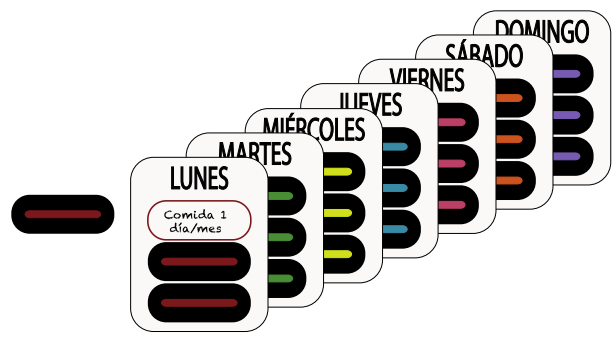 DOMINGO
SÁBADO
VIERNES
JUEVES
MIÉRCOLES
MARTES
LUNES
Comida 1
día/mes